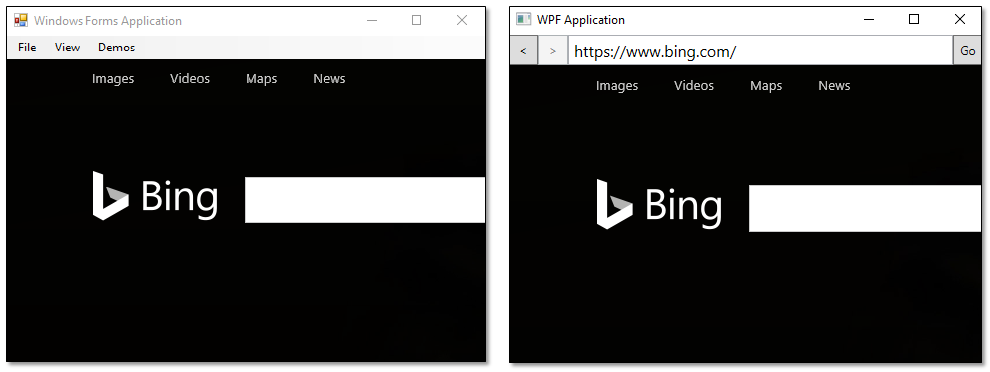 Windows Forms Application
File View Demos
Images Videos Maps News
Bing
WPF Application
< > https://www.bing.com/ Go
Images Videos Maps News
Bing